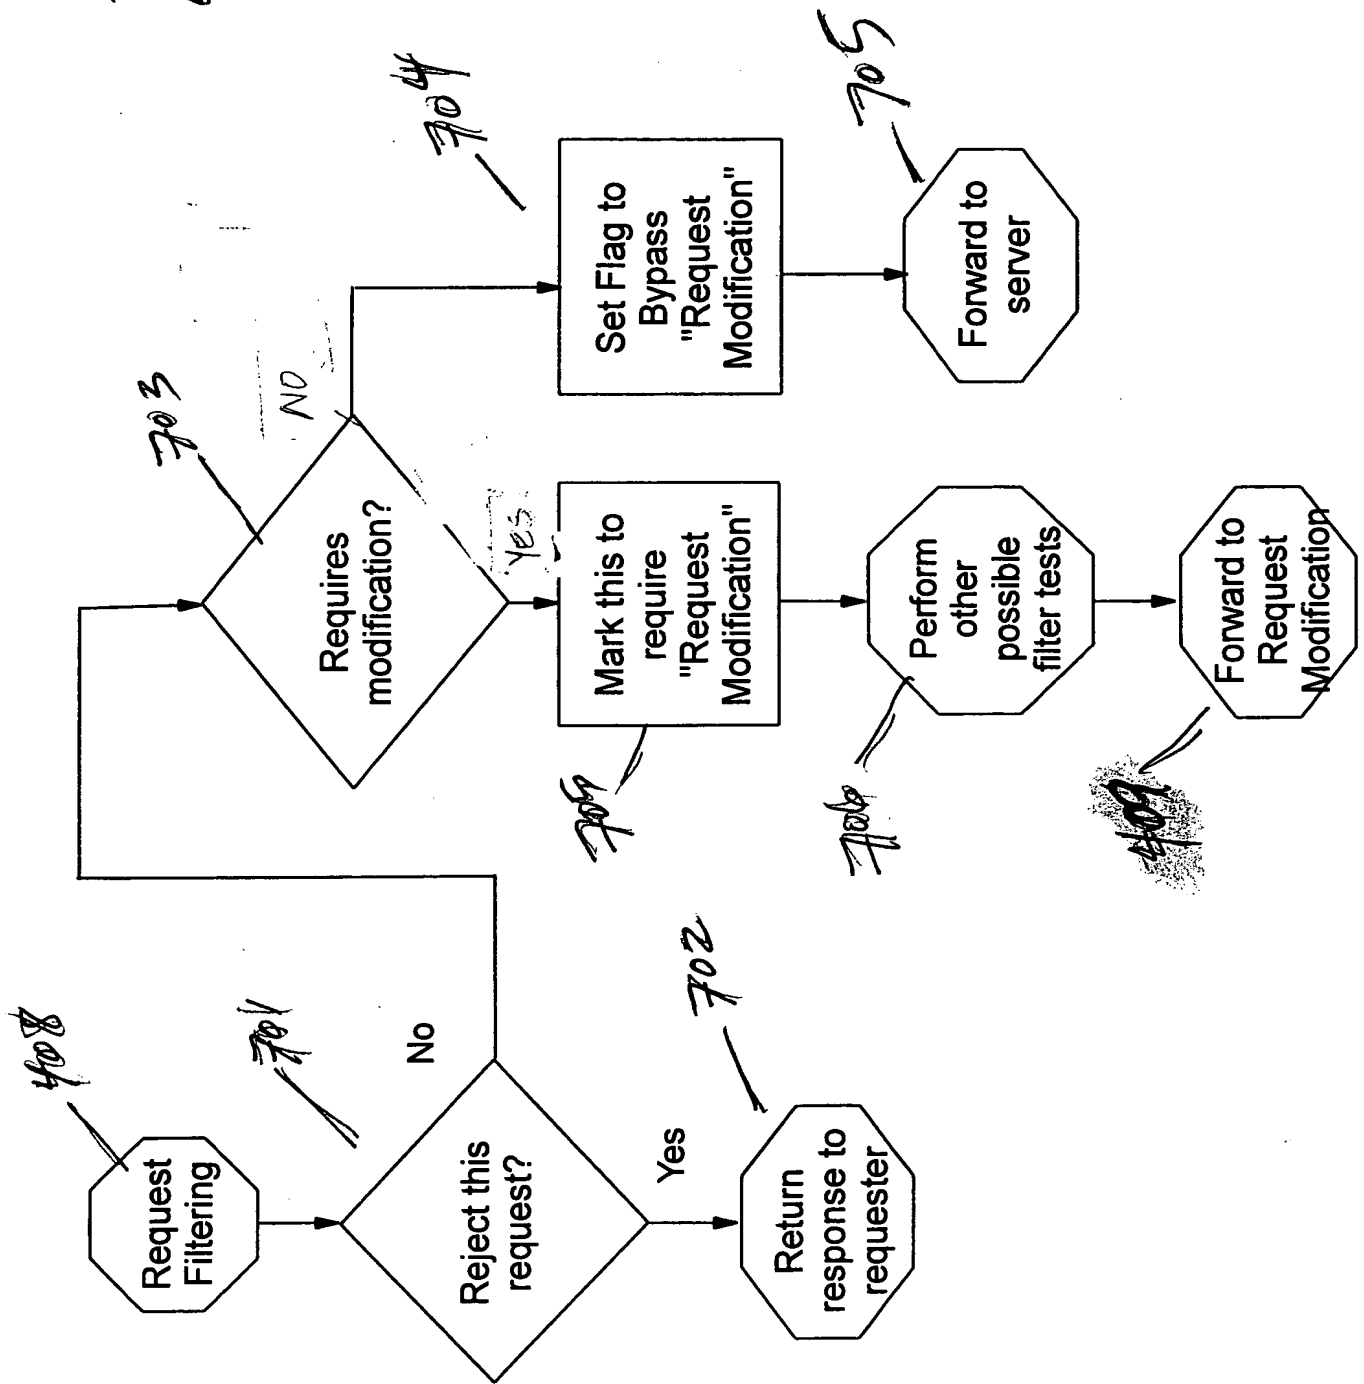 408
Request
Filtering
701
Reject this
request?
No
Yes
702
Return
response to
requester
703
Requires
modification?
NO
YES
704
Set Flag to
Bypass
"Request
Modification"
705
Forward to
server
705
Mark this to
require
"Request
Modification"
706
Perform
other
possible
filter tests
409
Forward to
Request
Modification